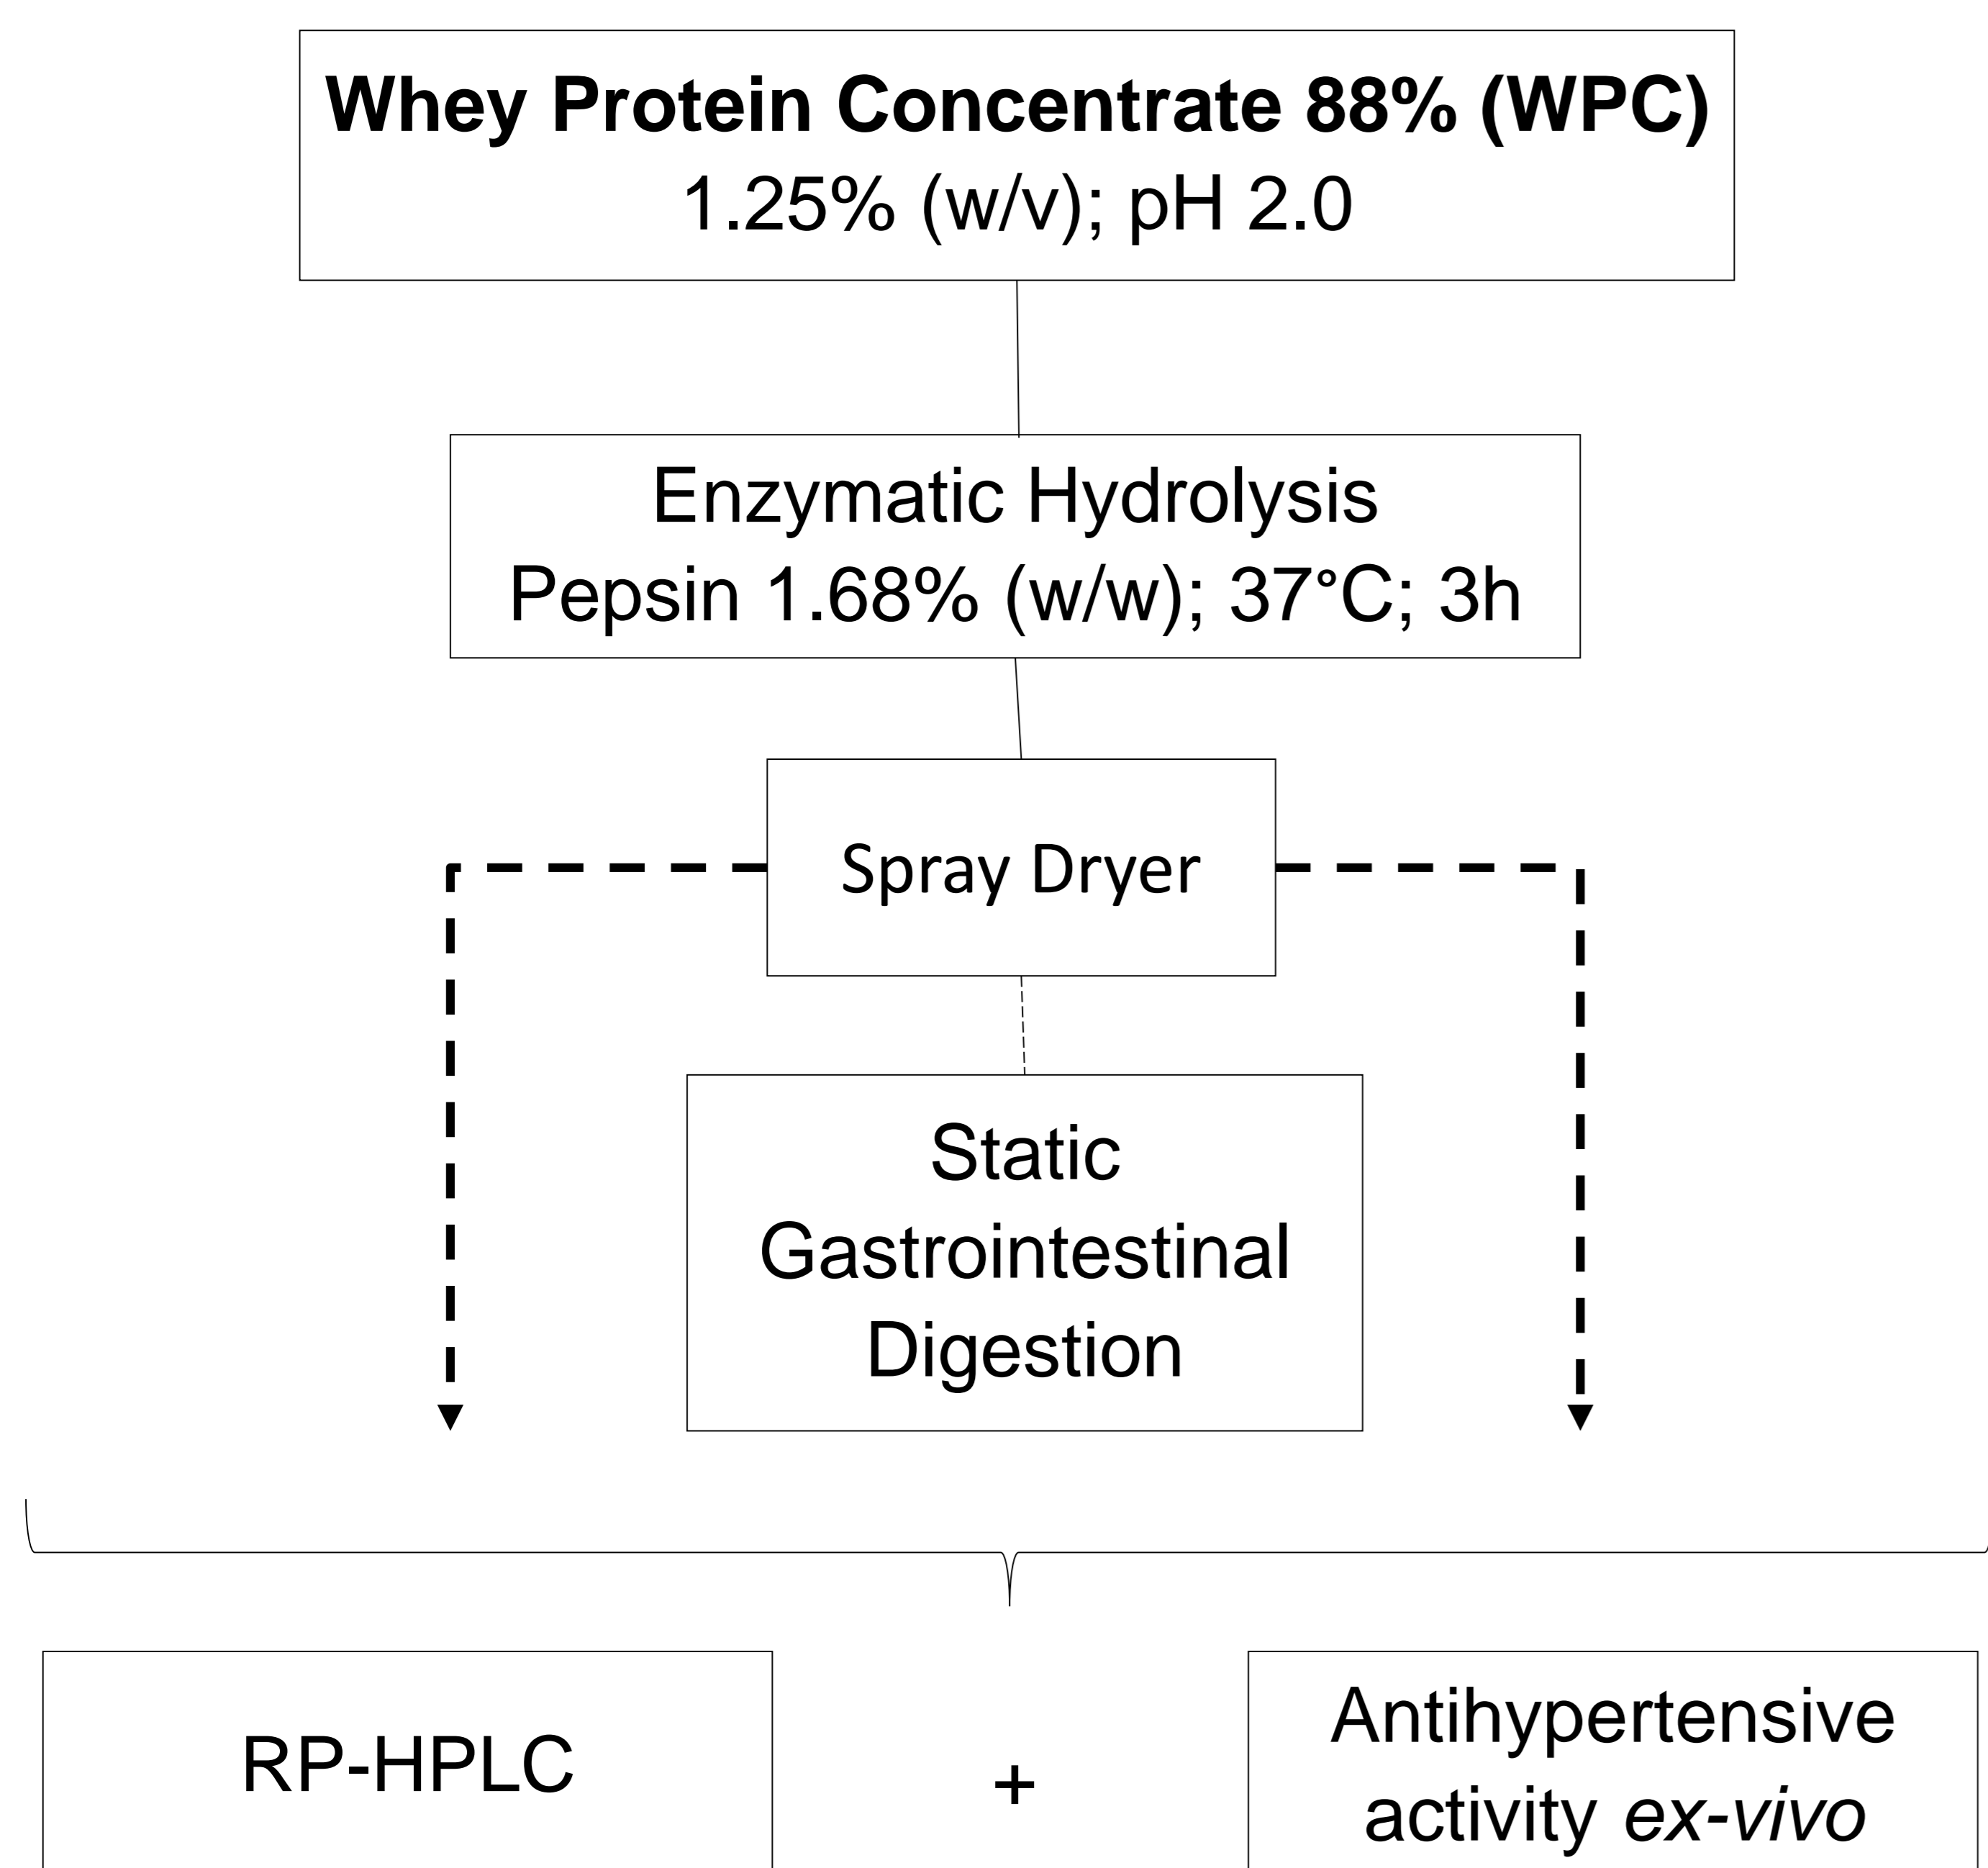 Whey Protein Concentrate 88% (WPC)
1.25% (w/v); pH 2.0
Enzymatic Hydrolysis
Pepsin 1.68% (w/w); 37°C; 3h
Spray Dryer
Static
Gastrointestinal
Digestion
RP-HPLC
+
Antihypertensive
activity ex-vivo